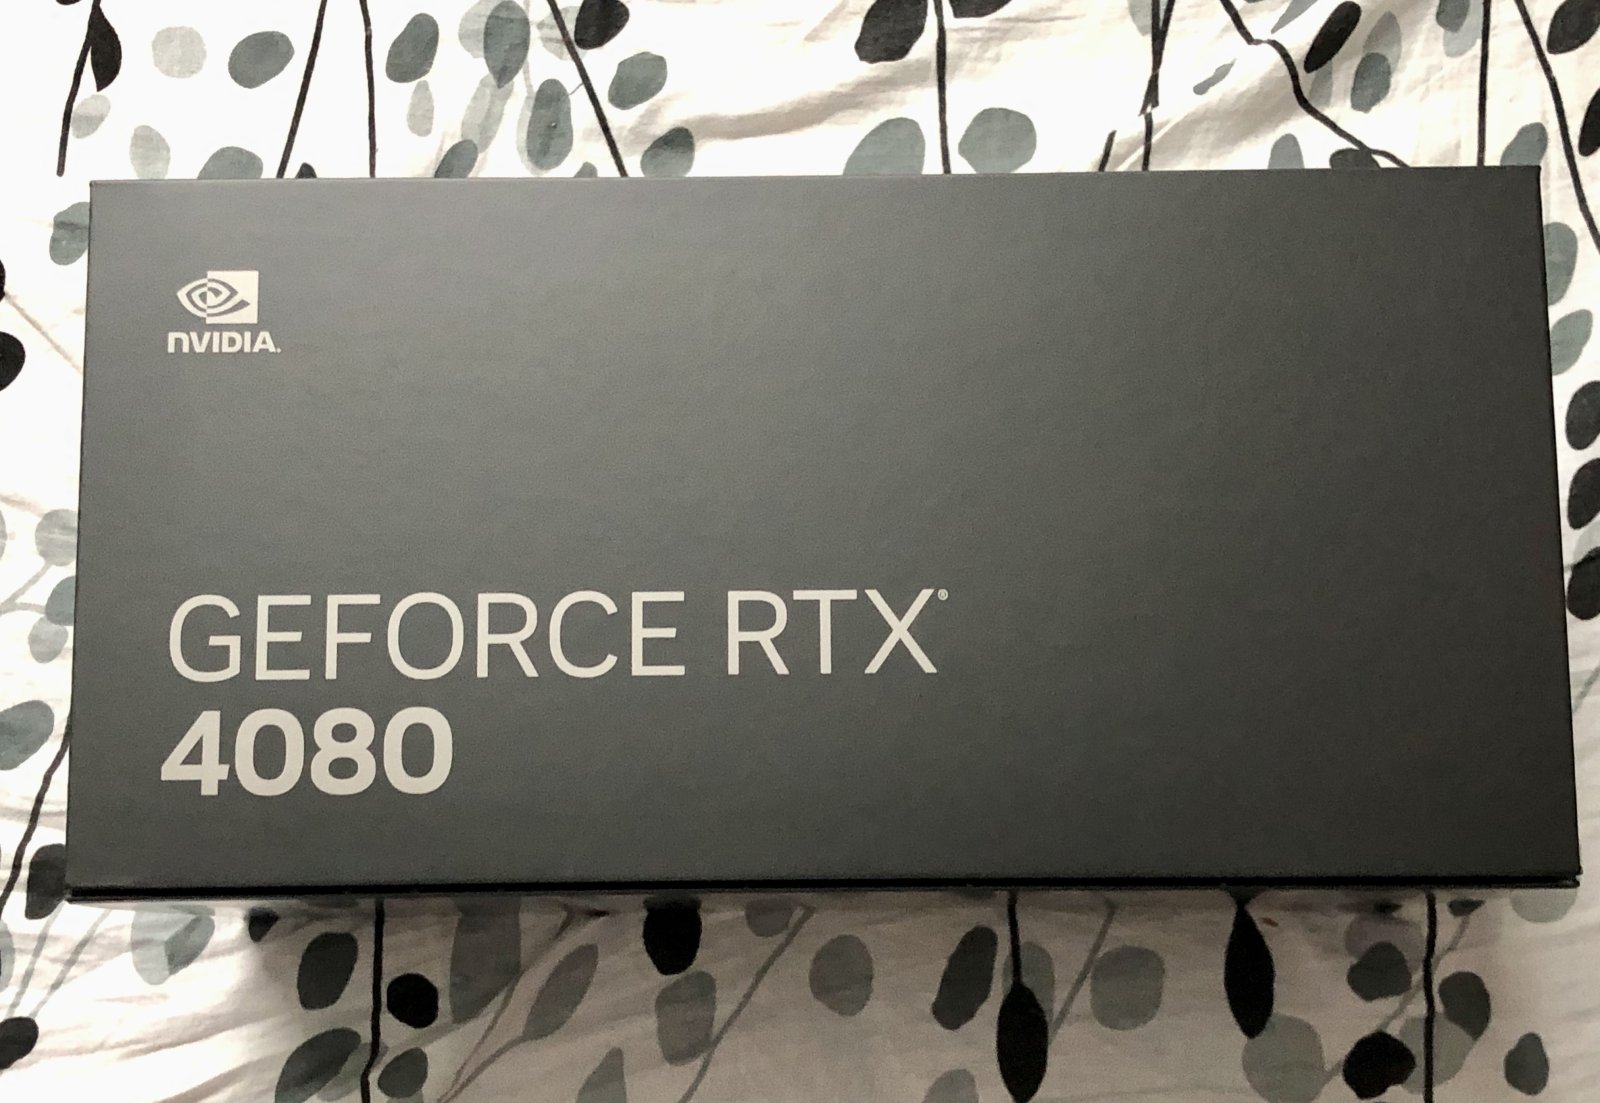 nVIDIA.
GEFORCE RTX®
4080